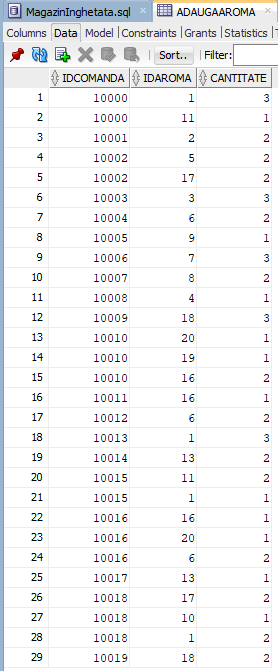 MagazinInghetata.sql ADAUGAAROMA
Columns Data Model Constraints Grants Statistics
Sort.. Filter:
IDCOMANDA IDAROMA CANTITATE
1 10000 1 3
2 10000 11 1
3 10001 2 2
4 10002 5 2
5 10002 17 2
6 10003 3 3
7 10004 6 2
8 10005 9 1
9 10006 7 3
10 10007 8 2
11 10008 4 1
12 10009 18 3
13 10010 20 1
14 10010 19 1
15 10010 16 2
16 10011 16 1
17 10012 6 2
18 10013 1 3
19 10014 13 2
20 10015 11 2
21 10015 1 1
22 10016 16 1
23 10016 20 1
24 10016 6 2
25 10017 13 1
26 10018 17 2
27 10018 10 1
28 10018 1 2
29 10019 18 2